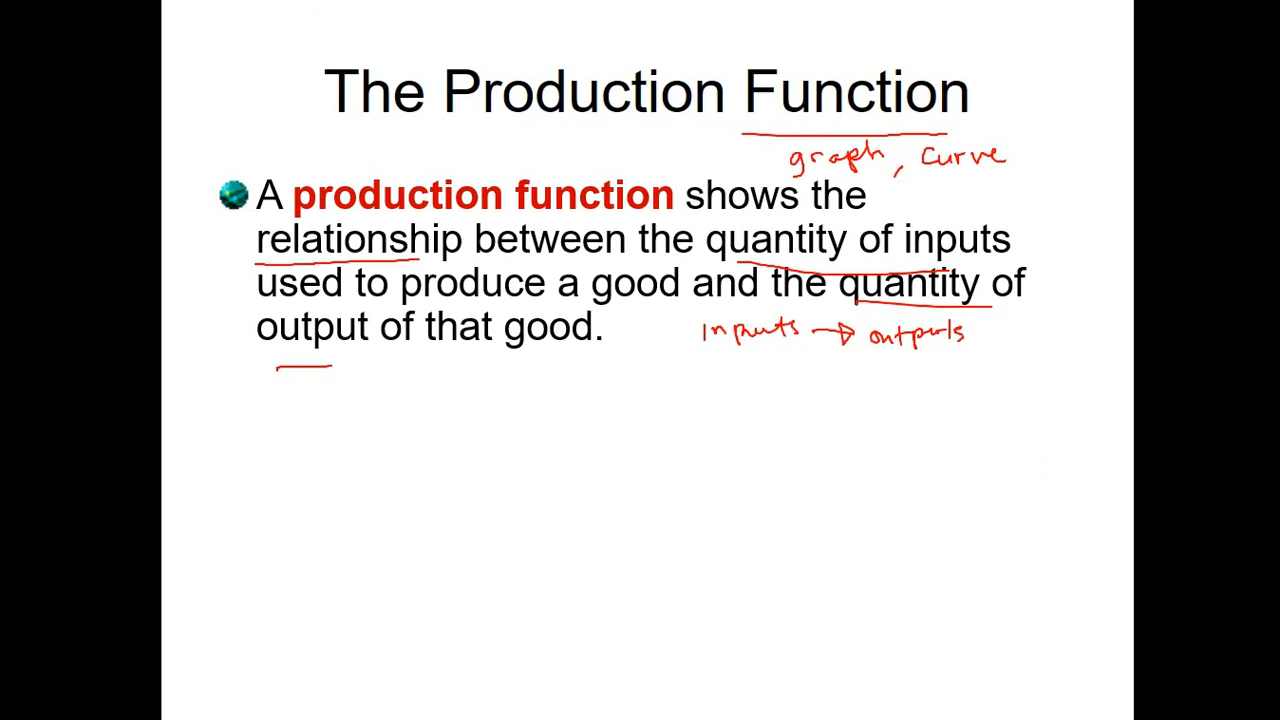 The Production Function
graph, curve
A production function shows the
relationship between the quantity of inputs
used to produce a good and the quantity of
output of that good.
inputs → outputs